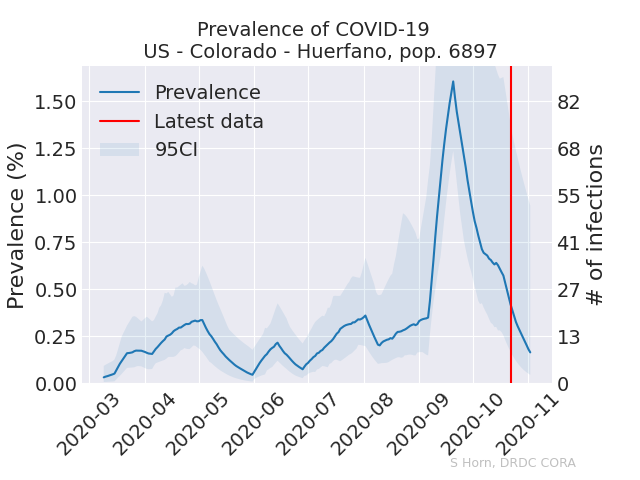 Prevalence of COVID-19
US - Colorado - Huerfano, pop. 6897
Prevalence
Latest data
95CI
Prevalence (%)
1.50
1.25
1.00
0.75
0.50
0.25
0.00
82
68
55
41
27
13
0
# of infections
2020-03
2020-04
2020-05
2020-06
2020-07
2020-08
2020-09
2020-10
2020-11
S Horn, DRDC CORA